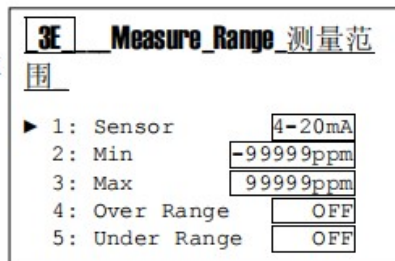 3E Measure_Range_测量范
围
▶ 1: Sensor 4-20mA
2: Min -99999ppm
3: Max 99999ppm
4: Over Range OFF
5: Under Range OFF